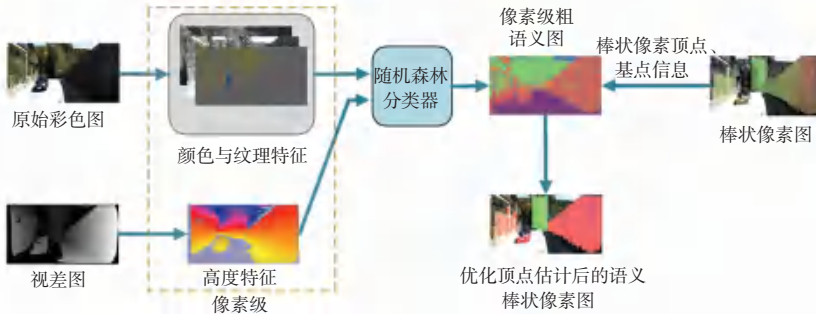 原始彩色图
颜色与纹理特征
随机森林
分类器
像素级粗
语义图
棒状像素顶点、
基点信息
棒状像素图
视差图
高度特征
像素级
优化顶点估计后的语义
棒状像素图